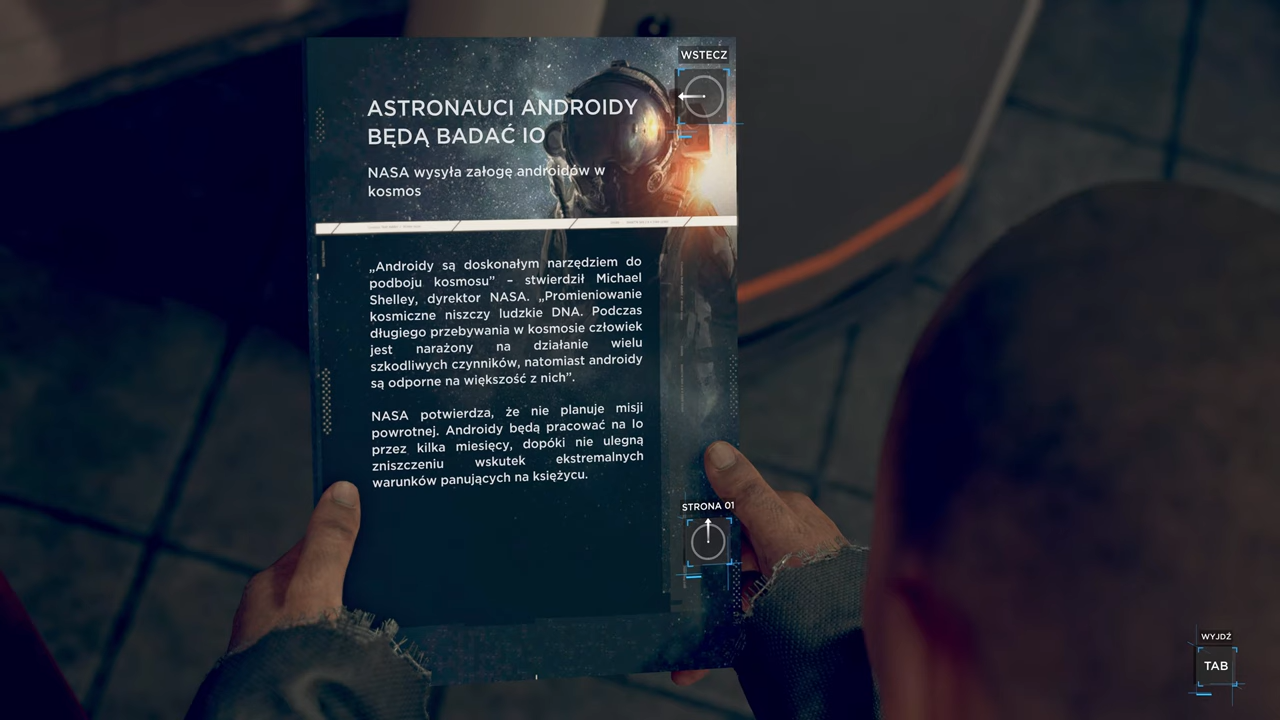 WSTECZ
ASTRONAUCI ANDROIDY
BĘDĄ BADAĆ IO
NASA wysyła załogę androidów w
kosmos
„Androidy są doskonałym narzędziem do
podboju kosmosu” – stwierdził Michael
Shelley, dyrektor NASA. „Promieniowanie
kosmiczne niszczy ludzkie DNA. Podczas
długiego przebywania w kosmosie człowiek
jest narażony na działanie wielu
szkodliwych czynników, natomiast androidy
są odporne na większość z nich”.
NASA potwierdza, że nie planuje misji
powrotnej. Androidy będą pracować na Io
przez kilka miesięcy, dopóki nie ulegną
zniszczeniu wskutek ekstremalnych
warunków panujących na księżycu.
STRONA 01
WYJDŹ
TAB